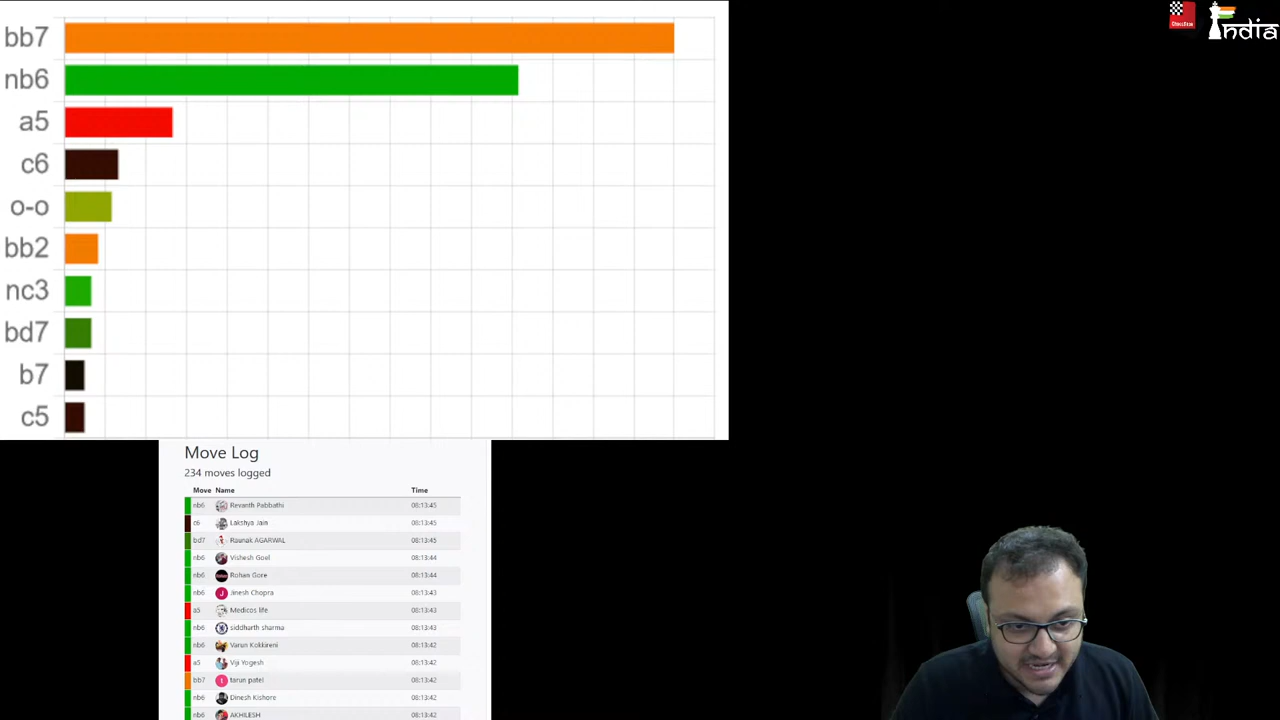 bb7
nb6
a5
c6
o-o
bb2
nc3
bd7
b7
c5
India
Move Log
234 moves logged
Move Name Time
nb6 Revanth Pabbathi 08:13:45
c6 Lakshya Jain 08:13:45
bd7 Raunak AGARWAL 08:13:45
nb6 Vishesh Goel 08:13:44
nb6 Rohan Gore 08:13:44
nb6 J Jinesh Chopra 08:13:43
a5 Medicos life 08:13:43
nb6 siddharth sharma 08:13:43
nb6 Varun Kokkireni 08:13:42
a5 Viji Yogesh 08:13:42
bb7 t tarun patel 08:13:42
nb6 Dinesh Kishore 08:13:42
nb6 AKHILESH 08:13:42